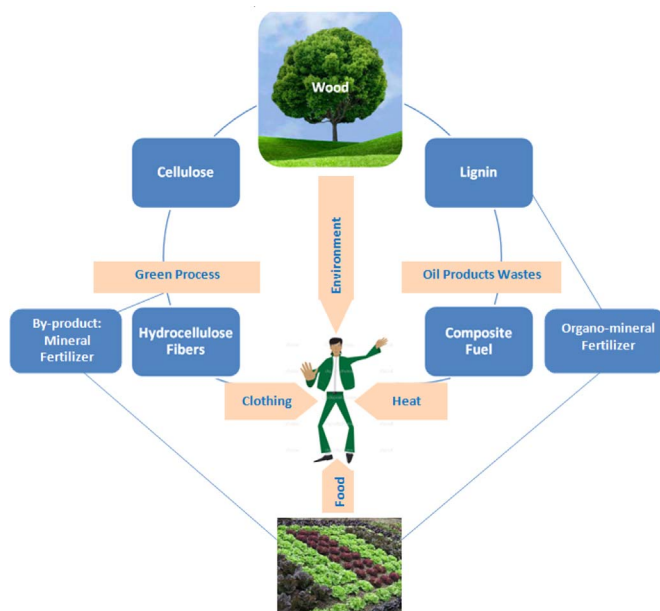 Wood
Cellulose
Lignin
Environment
Green Process
Oil Products Wastes
By-product:
Mineral
Fertilizer
Hydrocellulose
Fibers
Composite
Fuel
Organo-mineral
Fertilizer
Clothing
Heat
Food